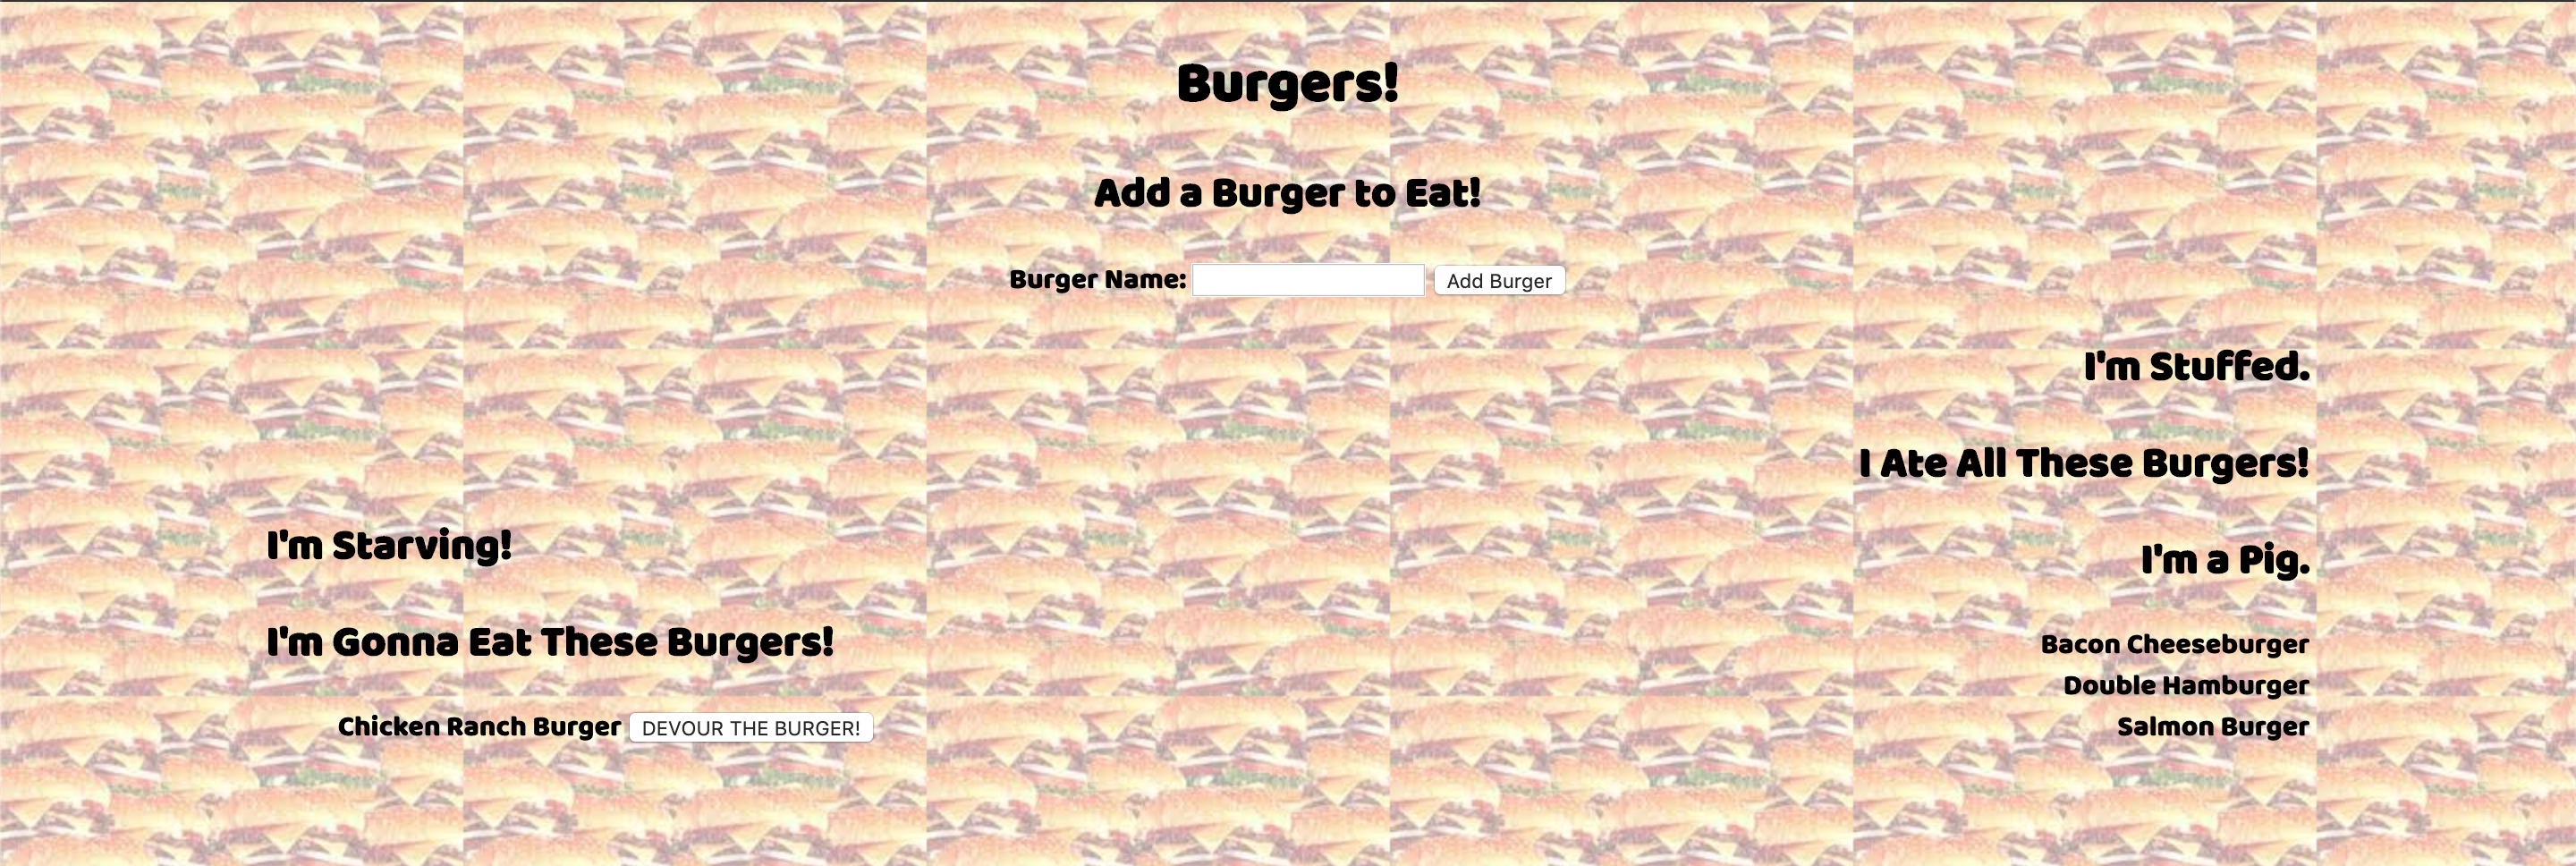 Burgers!
Add a Burger to Eat!
Burger Name: Add Burger
I'm Starving!
I'm Gonna Eat These Burgers!
Chicken Ranch Burger DEVOUR THE BURGER!
I'm Stuffed.
I Ate All These Burgers!
I'm a Pig.
Bacon Cheeseburger
Double Hamburger
Salmon Burger